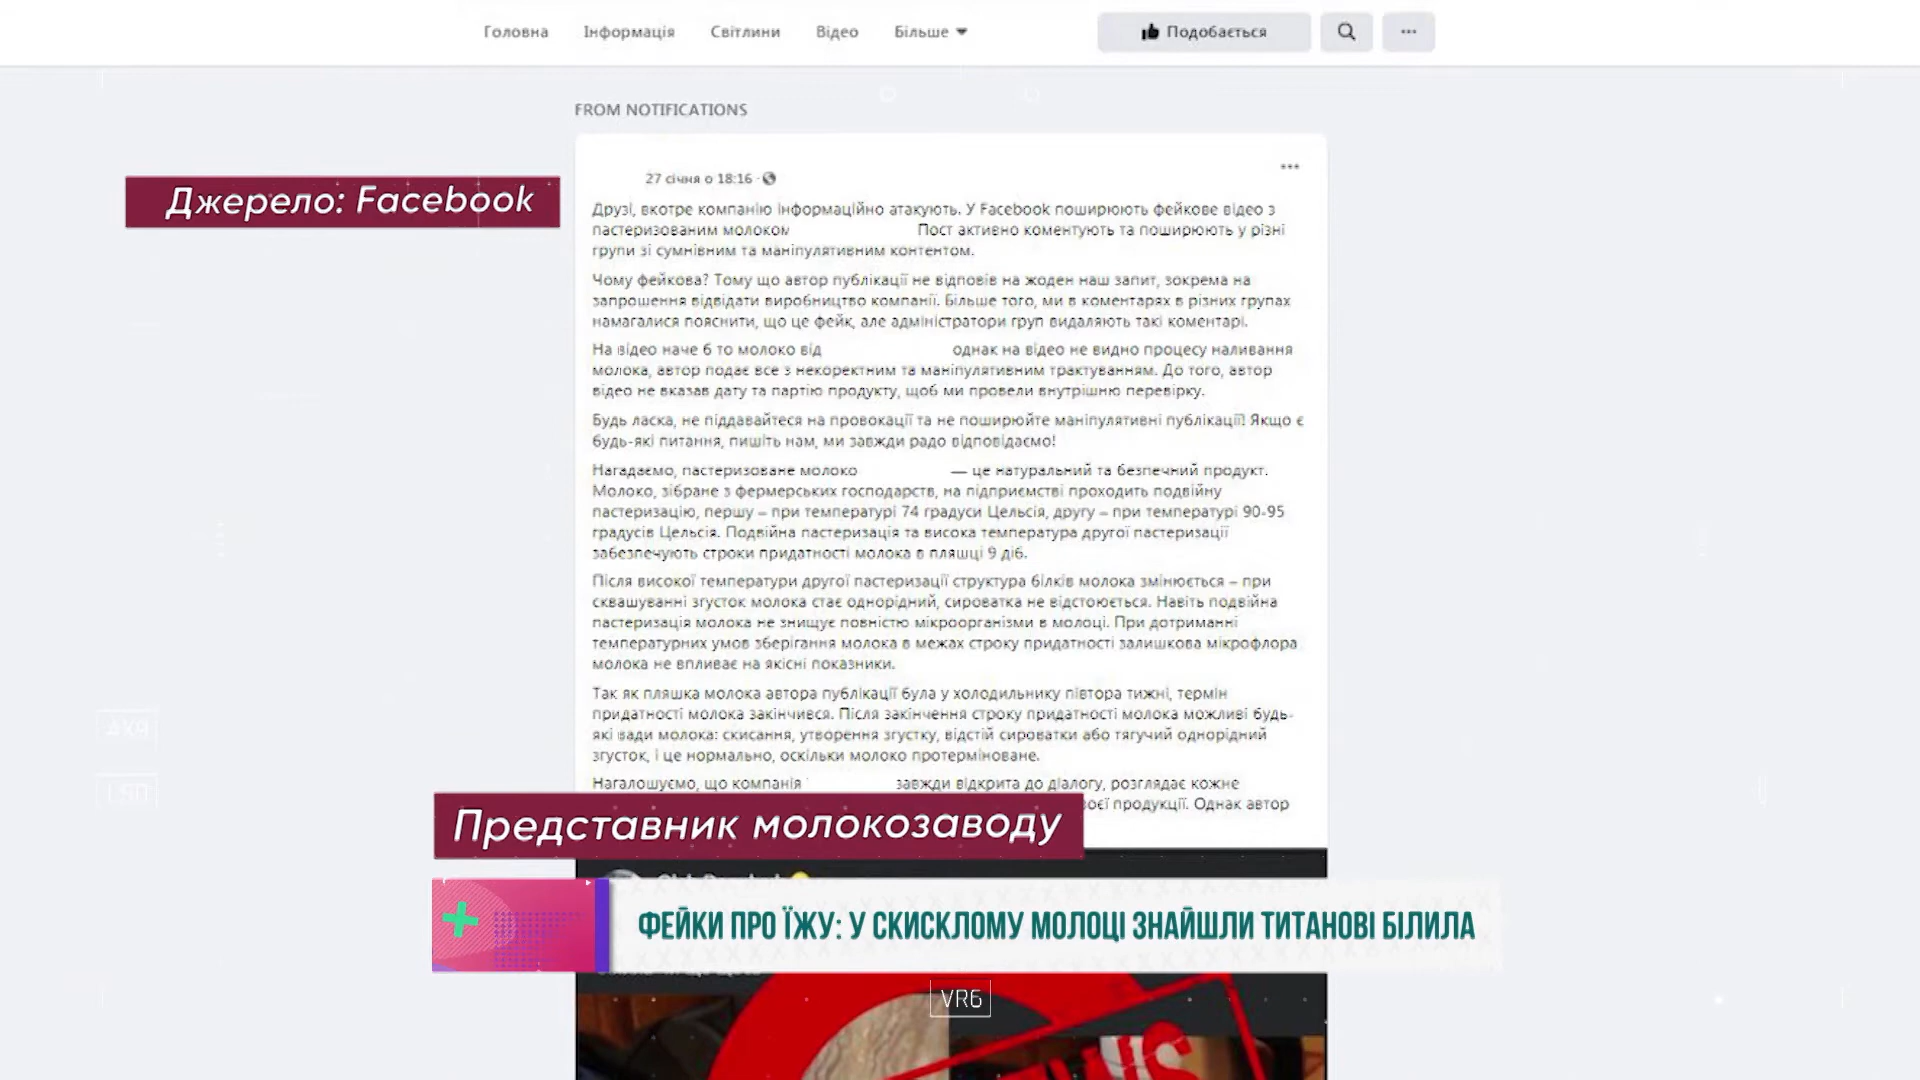 Головна Інформація Світлини Відео Більше Подобається
FROM NOTIFICATIONS
Джерело: Facebook
27 січня о 18:16
Друзі, вкотре компанію інформаційно атакують. У Facebook поширюють фейкове відео з
пастеризованим молоком Пост активно коментують та поширюють у різні
групи зі сумнівним та маніпулятивним контентом.
Чому фейкова? Тому що автор публікації не відповів на жоден наш запит, зокрема на
запрошення відвідати виробництво компанії. Більше того, ми в коментарях в різних групах
намагалися пояснити, що це фейк, але адміністратори груп видаляють такі коментарі.
На відео наче б то молоко від однак на відео не видно процесу наливання
молока, автор подає все з некоректним та маніпулятивним трактуванням. До того, автор
відео не вказав дату та партію продукту, щоб ми провели внутрішню перевірку.
Будь ласка, не піддавайтеся на провокації та не поширюйте маніпулятивні публікації! Якщо є
будь-які питання, пишіть нам, ми завжди радо відповідаємо!
Нагадаємо, пастеризоване молоко — це натуральний та безпечний продукт.
Молоко, зібране з фермерських господарств, на підприємстві проходить подвійну
пастеризацію, першу – при температурі 74 градуси Цельсія, другу – при температурі 90-95
градусів Цельсія. Подвійна пастеризація та висока температура другої пастеризації
забезпечують строки придатності молока в пляшці 9 діб.
Після високої температури другої пастеризації структура білків молока змінюється – при
сквашуванні згусток молока стає однорідний, сироватка не відстоюється. Навіть подвійна
пастеризація молока не знищує повністю мікроорганізми в молоці. При дотриманні
температурних умов зберігання молока в межах строку придатності залишкова мікрофлора
молока не впливає на якісні показники.
Так як пляшка молока автора публікації була у холодильнику півтора тижні, термін
придатності молока закінчився. Після закінчення строку придатності молока можливі будь-
які вади молока: скисання, утворення згустку, відстій сироватки або тягучий однорідний
згусток, і це нормально, оскільки молоко протерміноване.
Наголошуємо, що компанія завжди відкрита до діалогу, розглядає кожне
воєї продукції. Однак автор
Представник молокозаводу
ФЕЙКИ ПРО ЇЖУ: У СКИСКЛОМУ МОЛОЦІ ЗНАЙШЛИ ТИТАНОВІ БІЛИЛА
VR6